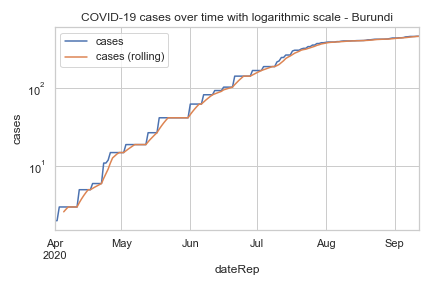 COVID-19 cases over time with logarithmic scale - Burundi
cases
cases (rolling)
10²
10¹
cases
Apr May Jun Jul Aug Sep
2020
dateRep